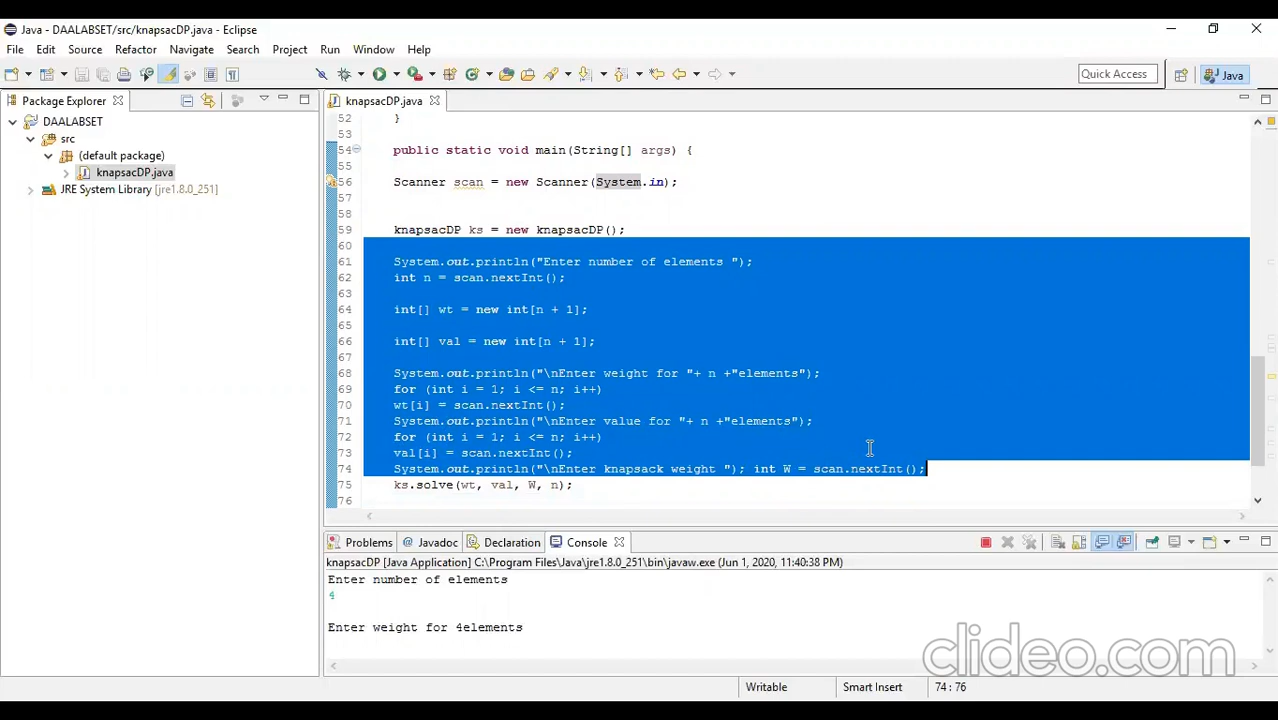 Java - DAALABSET/src/knapsacDP.java - Eclipse
File Edit Source Refactor Navigate Search Project Run Window Help
Quick Access Java
Package Explorer
DAALABSET
src
(default package)
knapsacDP.java
JRE System Library [jre1.8.0_251]
knapsacDP.java
52 }
53
54 public static void main(String[] args) {
55
56 Scanner scan = new Scanner(System.in);
57
58
59 knapsacDP ks = new knapsacDP();
60
61 System.out.println("Enter number of elements ");
62 int n = scan.nextInt();
63
64 int[] wt = new int[n + 1];
65
66 int[] val = new int[n + 1];
67
68 System.out.println("\nEnter weight for "+ n +"elements");
69 for (int i = 1; i <= n; i++)
70 wt[i] = scan.nextInt();
71 System.out.println("\nEnter value for "+ n +"elements");
72 for (int i = 1; i <= n; i++)
73 val[i] = scan.nextInt();
74 System.out.println("\nEnter knapsack weight "); int W = scan.nextInt();
75 ks.solve(wt, val, W, n);
76
Problems Javadoc Declaration Console
knapsacDP [Java Application] C:\Program Files\Java\jre1.8.0_251\bin\javaw.exe (Jun 1, 2020, 11:40:38 PM)
Enter number of elements
4
Enter weight for 4elements
clideo.com
Writable Smart Insert 74 : 76